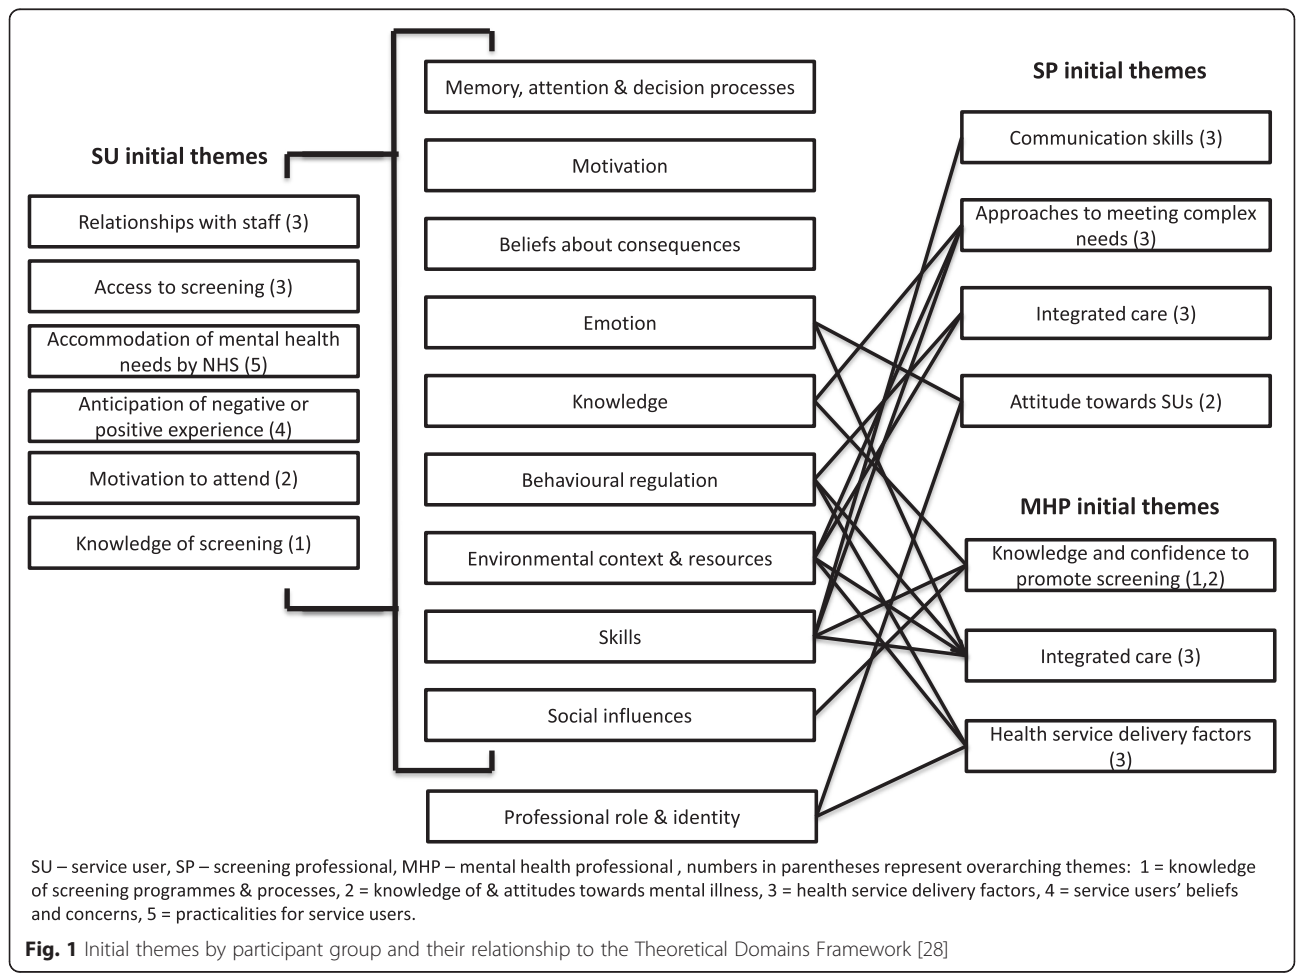 SU initial themes
Relationships with staff (3)
Access to screening (3)
Accommodation of mental health
needs by NHS (5)
Anticipation of negative or
positive experience (4)
Motivation to attend (2)
Knowledge of screening (1)
Memory, attention & decision processes
Motivation
Beliefs about consequences
Emotion
Knowledge
Behavioural regulation
Environmental context & resources
Skills
Social influences
Professional role & identity
SP initial themes
Communication skills (3)
Approaches to meeting complex
needs (3)
Integrated care (3)
Attitude towards SUs (2)
MHP initial themes
Knowledge and confidence to
promote screening (1,2)
Integrated care (3)
Health service delivery factors
(3)
SU – service user, SP – screening professional, MHP – mental health professional , numbers in parentheses represent overarching themes: 1 = knowledge
of screening programmes & processes, 2 = knowledge of & attitudes towards mental illness, 3 = health service delivery factors, 4 = service users' beliefs
and concerns, 5 = practicalities for service users.
Fig. 1 Initial themes by participant group and their relationship to the Theoretical Domains Framework [28]